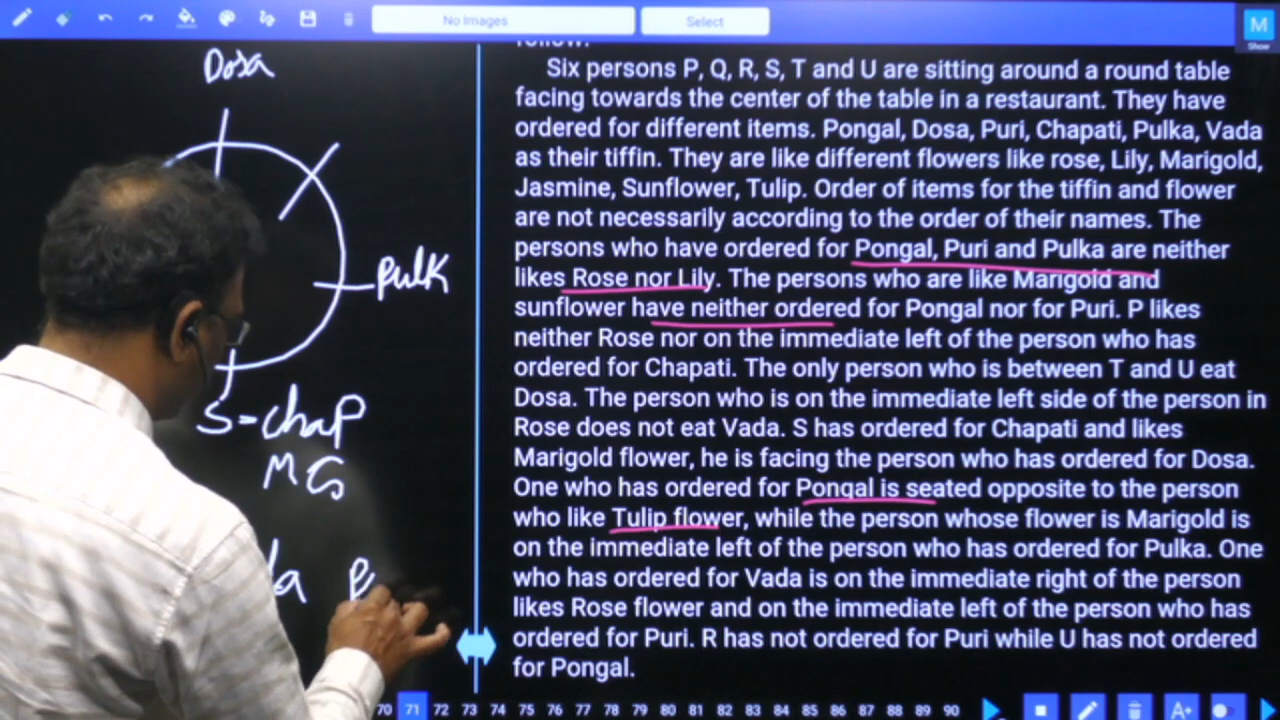 No Images
Select
M
Show
follow.
Six persons P, Q, R, S, T and U are sitting around a round table
facing towards the center of the table in a restaurant. They have
ordered for different items. Pongal, Dosa, Puri, Chapati, Pulka, Vada
as their tiffin. They are like different flowers like rose, Lily, Marigold,
Jasmine, Sunflower, Tulip. Order of items for the tiffin and flower
are not necessarily according to the order of their names. The
persons who have ordered for Pongal, Puri and Pulka are neither
likes Rose nor Lily. The persons who are like Marigold and
sunflower have neither ordered for Pongal nor for Puri. P likes
neither Rose nor on the immediate left of the person who has
ordered for Chapati. The only person who is between T and U eat
Dosa. The person who is on the immediate left side of the person in
Rose does not eat Vada. S has ordered for Chapati and likes
Marigold flower, he is facing the person who has ordered for Dosa.
One who has ordered for Pongal is seated opposite to the person
who like Tulip flower, while the person whose flower is Marigold is
on the immediate left of the person who has ordered for Pulka. One
who has ordered for Vada is on the immediate right of the person
likes Rose flower and on the immediate left of the person who has
ordered for Puri. R has not ordered for Puri while U has not ordered
for Pongal.
Dosa
Pulk
S=chaP
MG
da
70 71 72 73 74 75 76 77 78 79 80 81 82 83 84 85 86 87 88 89 90
A+